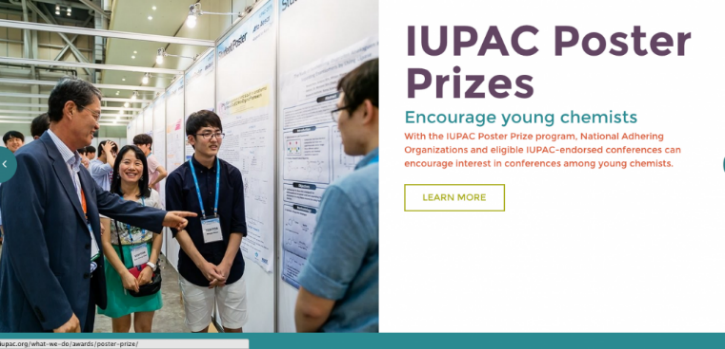 Student Poster
IUPAC Poster
Prizes
Encourage young chemists
With the IUPAC Poster Prize program, National Adhering
Organizations and eligible IUPAC-endorsed conferences can
encourage interest in conferences among young chemists.
LEARN MORE
iupac.org/what-we-do/awards/poster-prize/